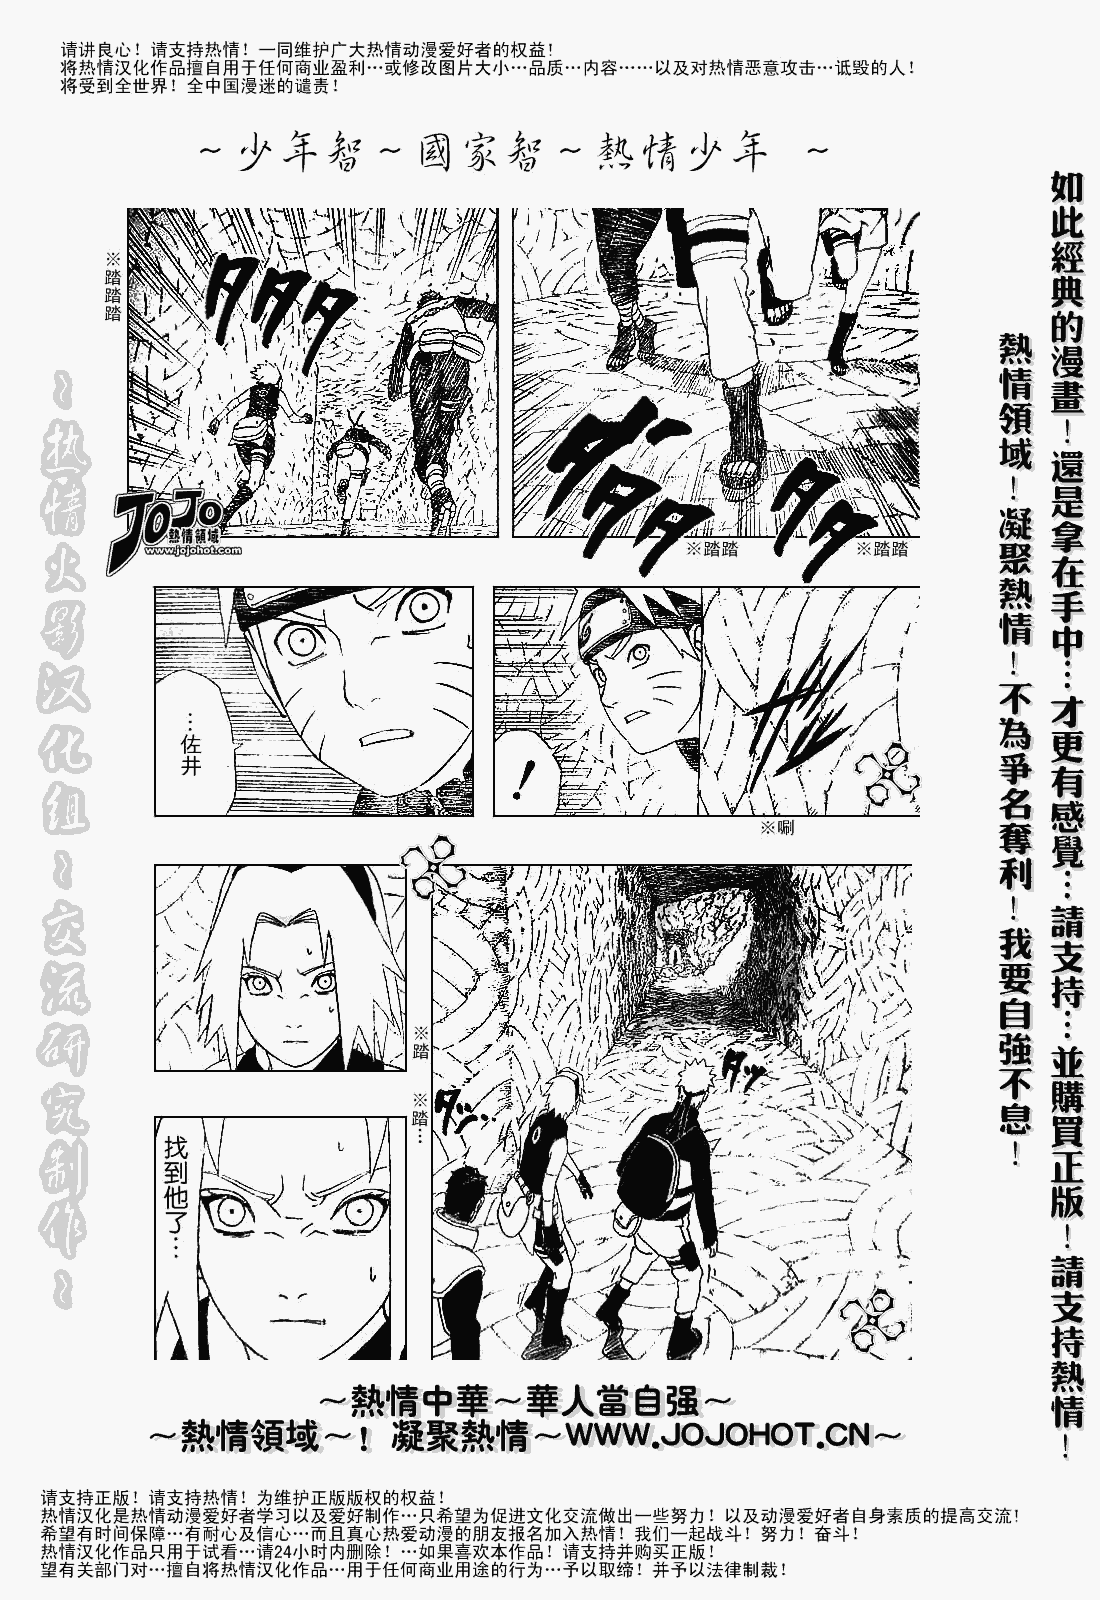 请讲良心！请支持热情！一同维护广大热情动漫爱好者的权益！
将热情汉化作品擅自用于任何商业盈利…或修改图片大小…品质…内容……以及对热情恶意攻击…诋毁的人！
将受到全世界！全中国漫迷的谴责！
～少年智～國家智～熱情少年 ～
如此經典的漫畫！還是拿在手中…才更有感覺…請支持…並購買正版！請支持熱情！
熱情領域！凝聚熱情！不為爭名奪利！我要自強不息！
タタタ
※踏踏
タタ
※踏踏
タタタ
※踏踏踏
JOJO
熱情領域
www.jojohot.com
！
※唰
…佐井
タッ
タッ…
※踏
※踏…
找到他了…
～热情火影汉化组～交流研究制作～
～熱情中華～華人當自强～
～熱情領域～！凝聚熱情～WWW.JOJOHOT.CN～
请支持正版！请支持热情！为维护正版版权的权益！
热情汉化是热情动漫爱好者学习以及爱好制作…只希望为促进文化交流做出一些努力！以及动漫爱好者自身素质的提高交流！
希望有时间保障…有耐心及信心…而且真心热爱动漫的朋友报名加入热情！我们一起战斗！努力！奋斗！
热情汉化作品只用于试看…请24小时内删除！…如果喜欢本作品！请支持并购买正版！
望有关部门对…擅自将热情汉化作品…用于任何商业用途的行为…予以取缔！并予以法律制裁！